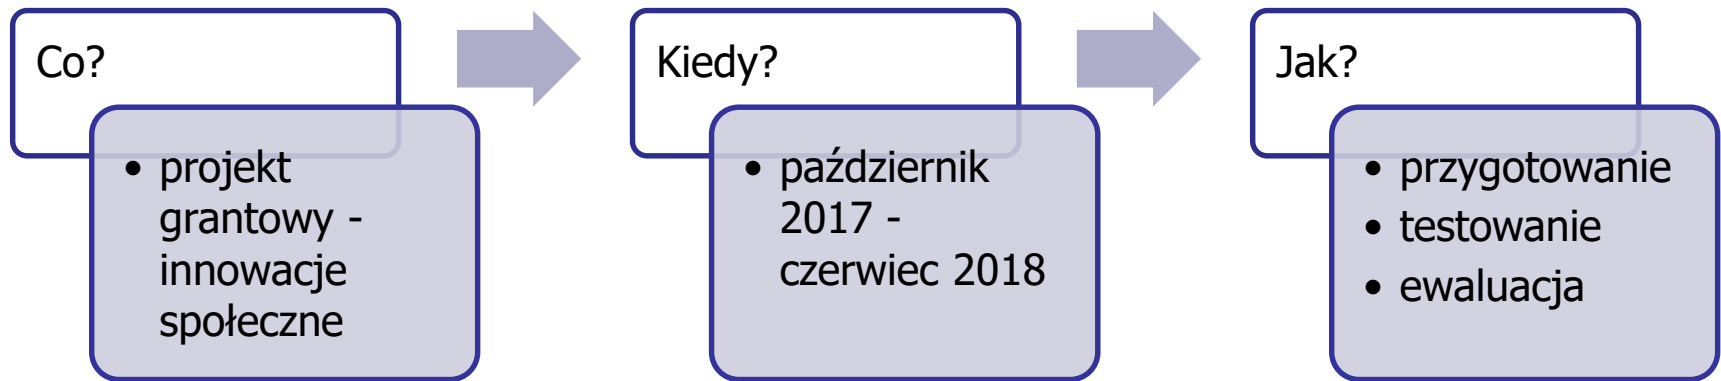 Co?
• projekt
grantowy -
innowacje
społeczne
Kiedy?
• październik
2017 -
czerwiec 2018
Jak?
• przygotowanie
• testowanie
• ewaluacja